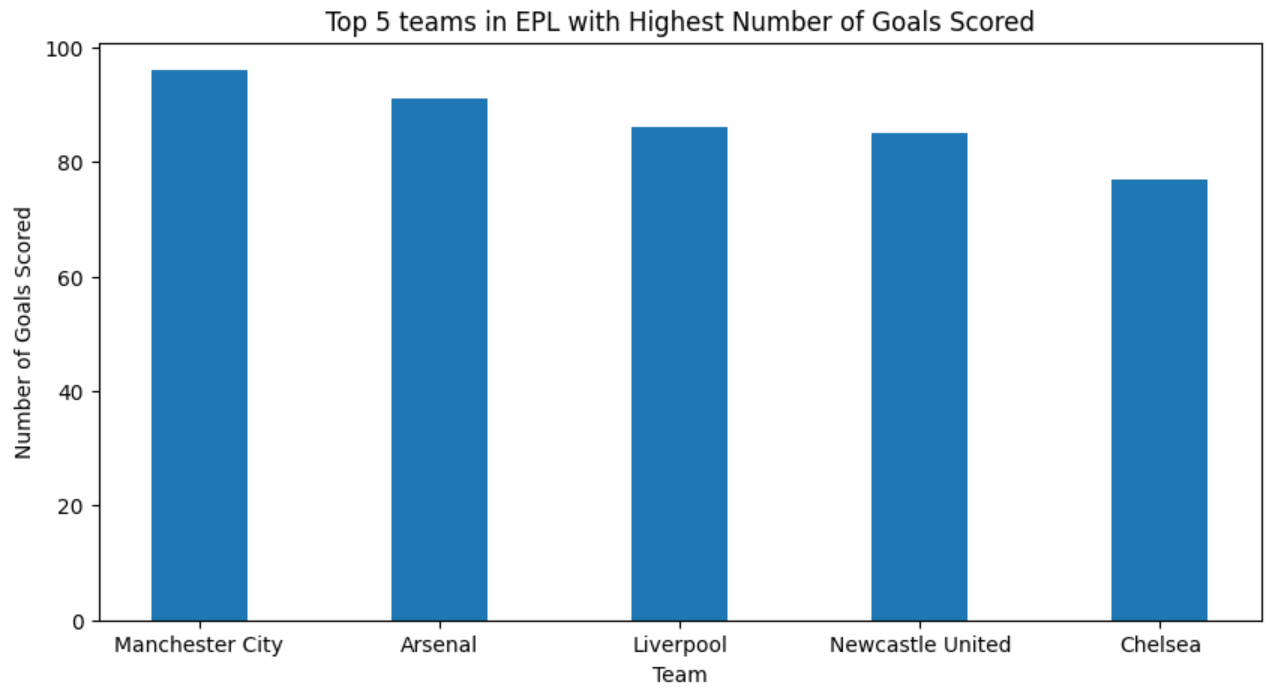 Top 5 teams in EPL with Highest Number of Goals Scored
Number of Goals Scored
100
80
60
40
20
0
Manchester City Arsenal Liverpool Newcastle United Chelsea
Team